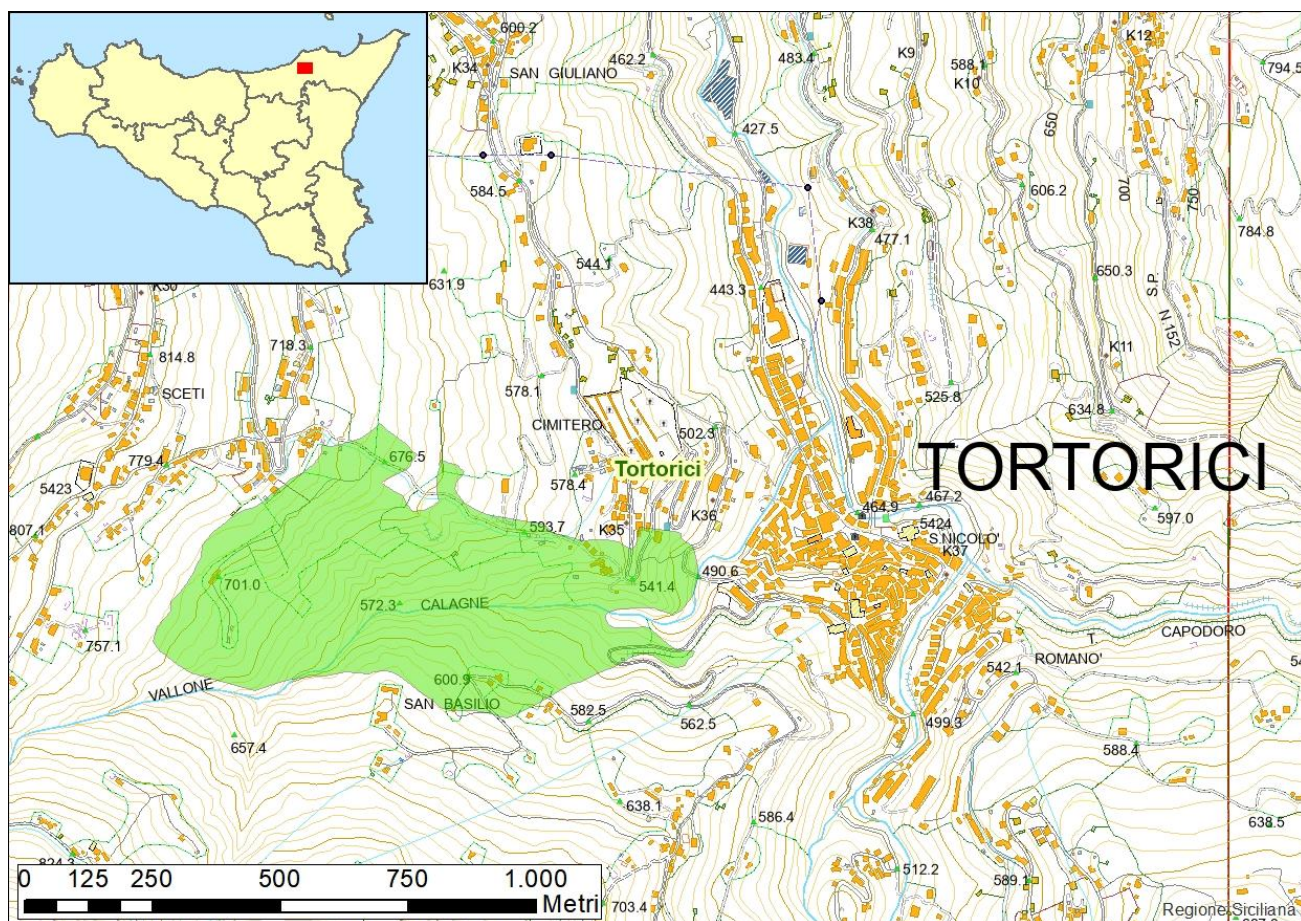 600.2
462.2
483.4
K9
K12
588.1
794.5
K34
SAN GIULIANO
K10
427.5
650
584.5
606.2
700
750
K38
477.1
784.8
544.1
631.9
443.3
650.3
S.P.
N 152
718.3
814.8
K11
SCETI
578.1
525.8
634.8
CIMITERO
502.3
TORTORICI
676.5
779.4
Tortorici
578.4
5423
K36
467.2
464.9
597.0
807.1
593.7
K35
5424
S.NICOLO'
K37
701.0
541.4
490.6
572.3
CALAGNE
757.1
T.
CAPODORO
ROMANO'
VALLONE
600.9
542.1
SAN BASILIO
582.5
562.5
499.3
657.4
588.4
638.1
586.4
638.5
824.3
512.2
589.1
0 125 250 500 750 1.000
Metri
703.4
Regione Siciliana